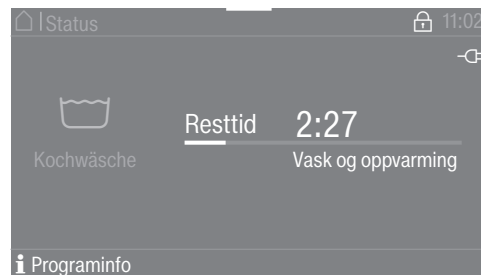 Status 11:02
Resttid 2:27
Kochwäsche Vask og oppvarming
Programinfo